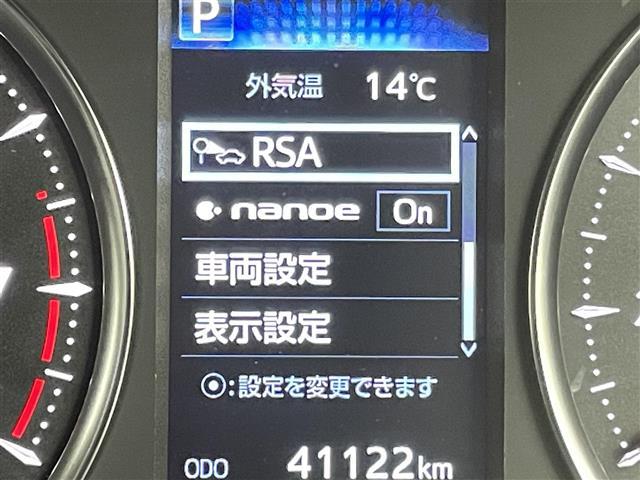 P
外気温 14℃
RSA
nanoe On
車両設定
表示設定
⦿:設定を変更できます
ODO 41122km